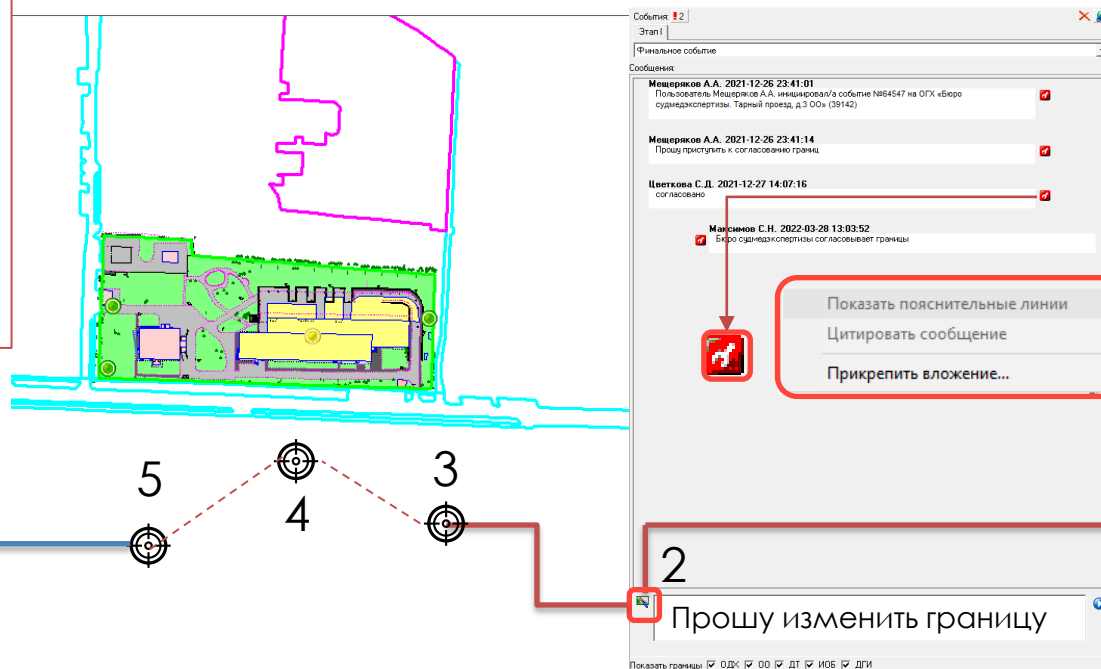 События: 2
Этап I
Финальное событие
Сообщения:
Мещеряков А.А. 2021-12-26 23:41:01
Пользователь Мещеряков А.А. инициировал/а событие №64547 на ОГХ «Бюро
судмедэкспертизы. Тарный проезд, д.3 ОО» (39142)
Мещеряков А.А. 2021-12-26 23:41:14
Прошу приступить к согласованию границ
Цветкова С.Д. 2021-12-27 14:07:16
согласовано
Максимов С.Н. 2022-03-28 13:03:52
Бюро судмедэкспертизы согласовывает границы
Показать пояснительные линии
Цитировать сообщение
Прикрепить вложение...
5
4
3
2
Прошу изменить границу
Показать границы ОДХ ОО ДТ ИОБ ДГИ